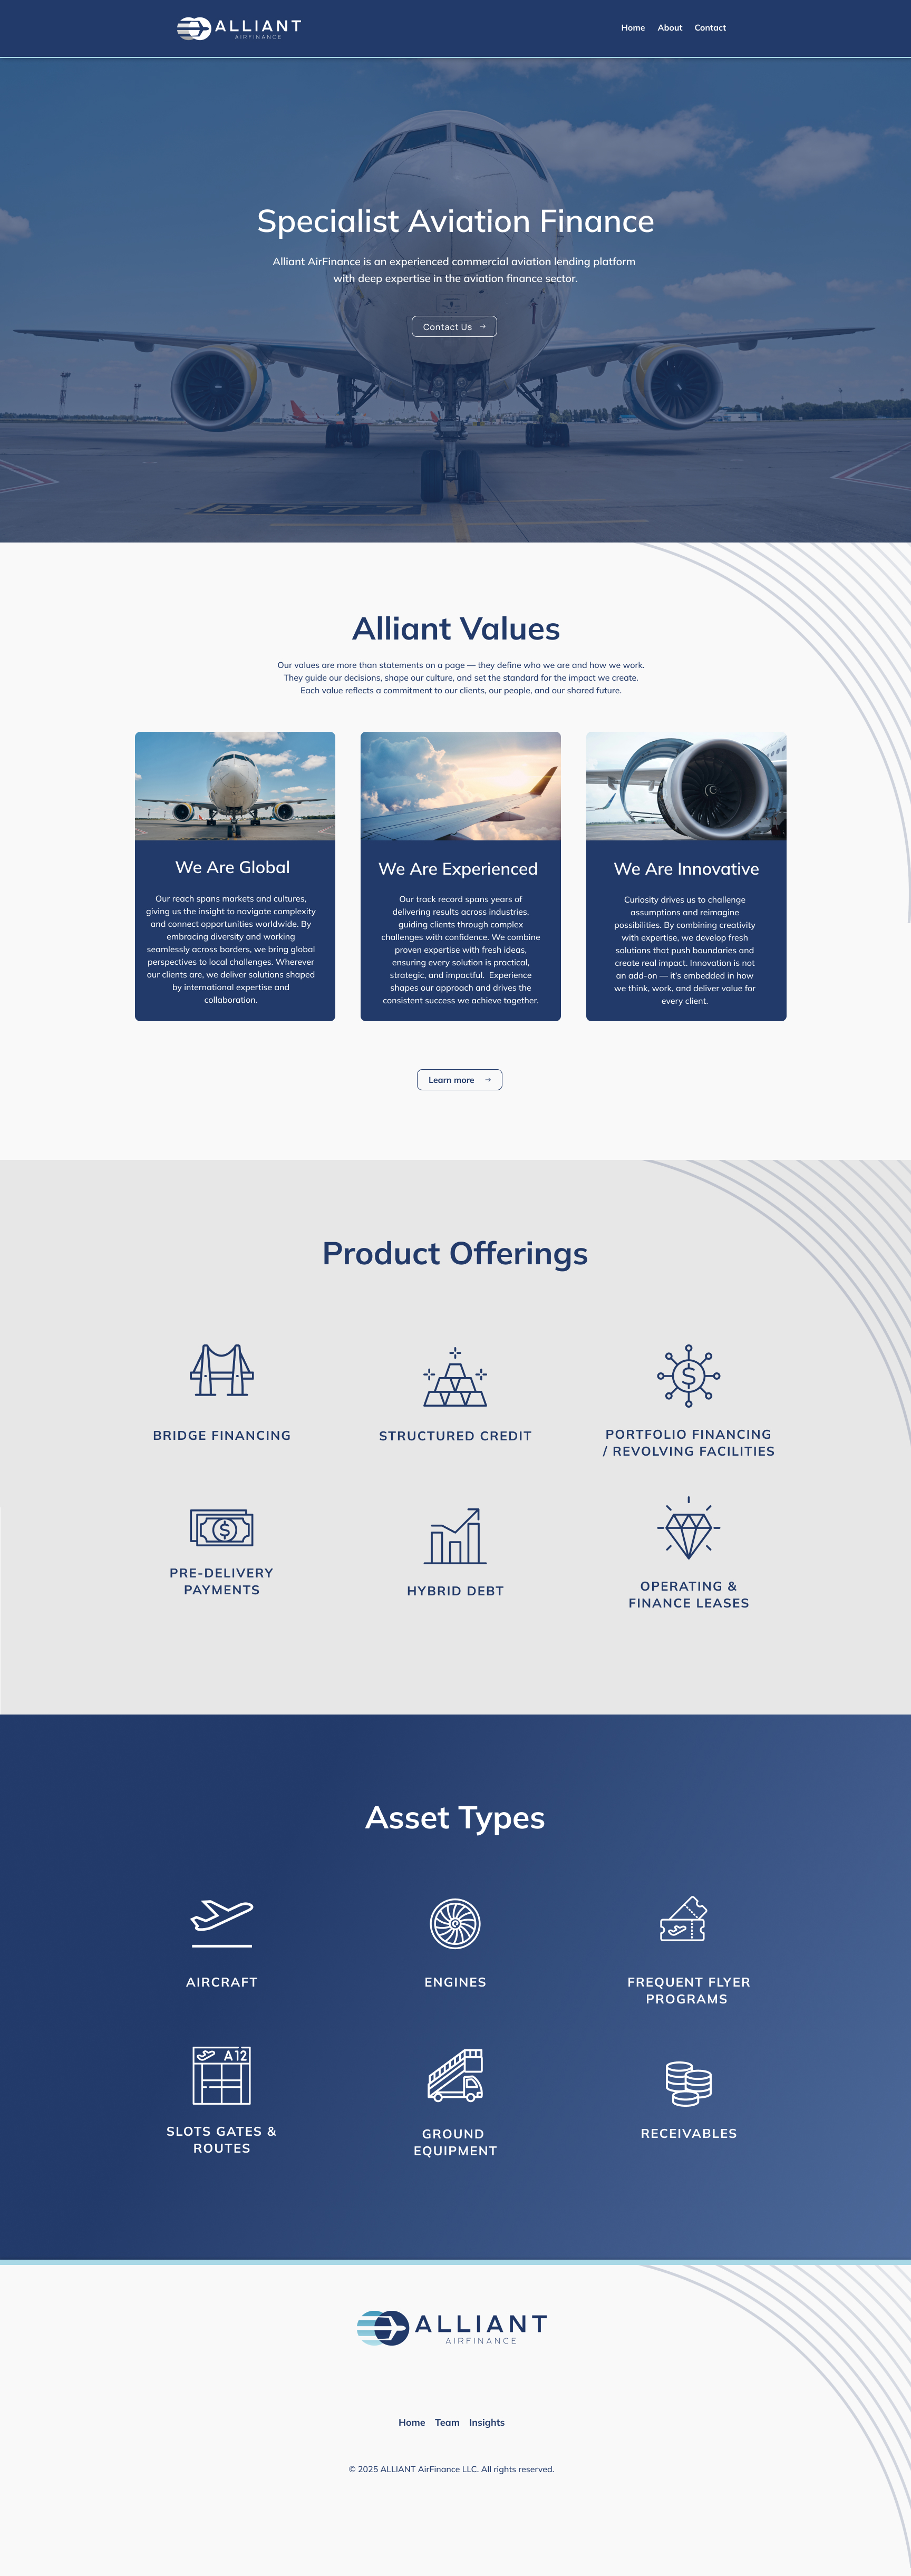 ALLIANT
AIRFINANCE
Home About Contact
Specialist Aviation Finance
Alliant AirFinance is an experienced commercial aviation lending platform
with deep expertise in the aviation finance sector.
Contact Us →
B777
Alliant Values
Our values are more than statements on a page — they define who we are and how we work.
They guide our decisions, shape our culture, and set the standard for the impact we create.
Each value reflects a commitment to our clients, our people, and our shared future.
We Are Global
Our reach spans markets and cultures,
giving us the insight to navigate complexity
and connect opportunities worldwide. By
embracing diversity and working
seamlessly across borders, we bring global
perspectives to local challenges. Wherever
our clients are, we deliver solutions shaped
by international expertise and
collaboration.
We Are Experienced
Our track record spans years of
delivering results across industries,
guiding clients through complex
challenges with confidence. We combine
proven expertise with fresh ideas,
ensuring every solution is practical,
strategic, and impactful.  Experience
shapes our approach and drives the
consistent success we achieve together.
We Are Innovative
Curiosity drives us to challenge
assumptions and reimagine
possibilities. By combining creativity
with expertise, we develop fresh
solutions that push boundaries and
create real impact. Innovation is not
an add-on — it's embedded in how
we think, work, and deliver value for
every client.
Learn more →
Product Offerings
BRIDGE FINANCING
STRUCTURED CREDIT
PORTFOLIO FINANCING
/ REVOLVING FACILITIES
PRE-DELIVERY
PAYMENTS
HYBRID DEBT
OPERATING &
FINANCE LEASES
Asset Types
AIRCRAFT
ENGINES
FREQUENT FLYER
PROGRAMS
A12
SLOTS GATES &
ROUTES
GROUND
EQUIPMENT
RECEIVABLES
ALLIANT
AIRFINANCE
Home Team Insights
© 2025 ALLIANT AirFinance LLC. All rights reserved.